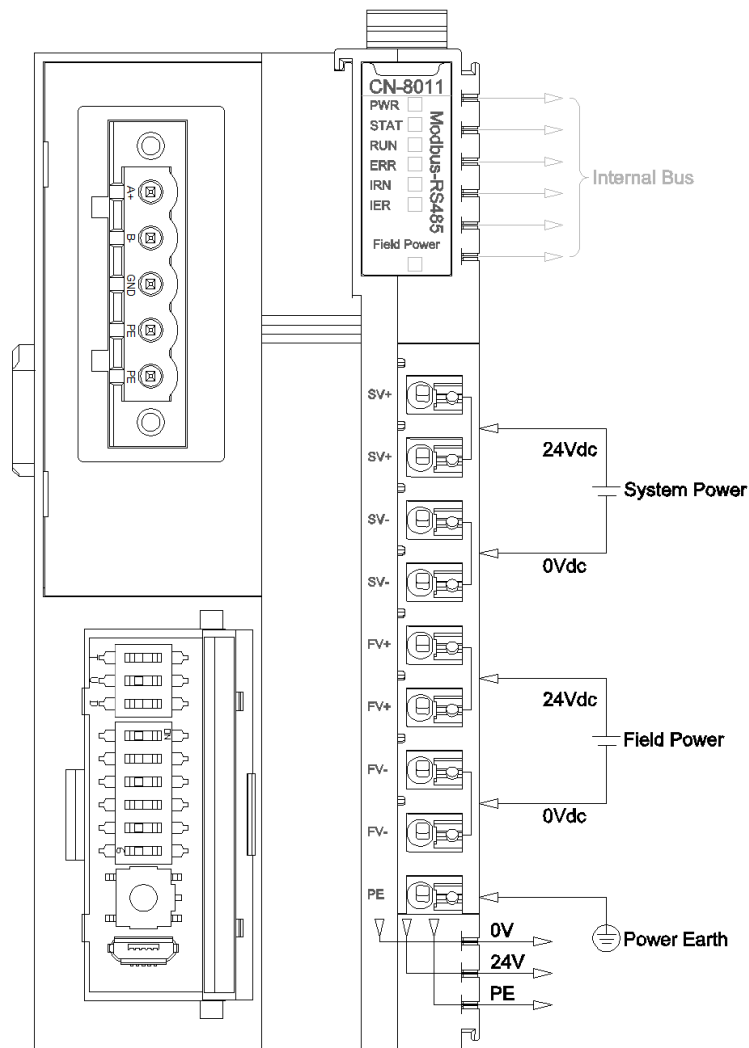 CN-8011
PWR
STAT
RUN
ERR
IRN
IER
Modbus-RS485
Field Power
Internal Bus
A+
B-
GND
PE
PE
SV+
SV+
SV-
SV-
FV+
FV+
FV-
FV-
PE
24Vdc
System Power
0Vdc
24Vdc
Field Power
0Vdc
Power Earth
0V
24V
PE
ON
6